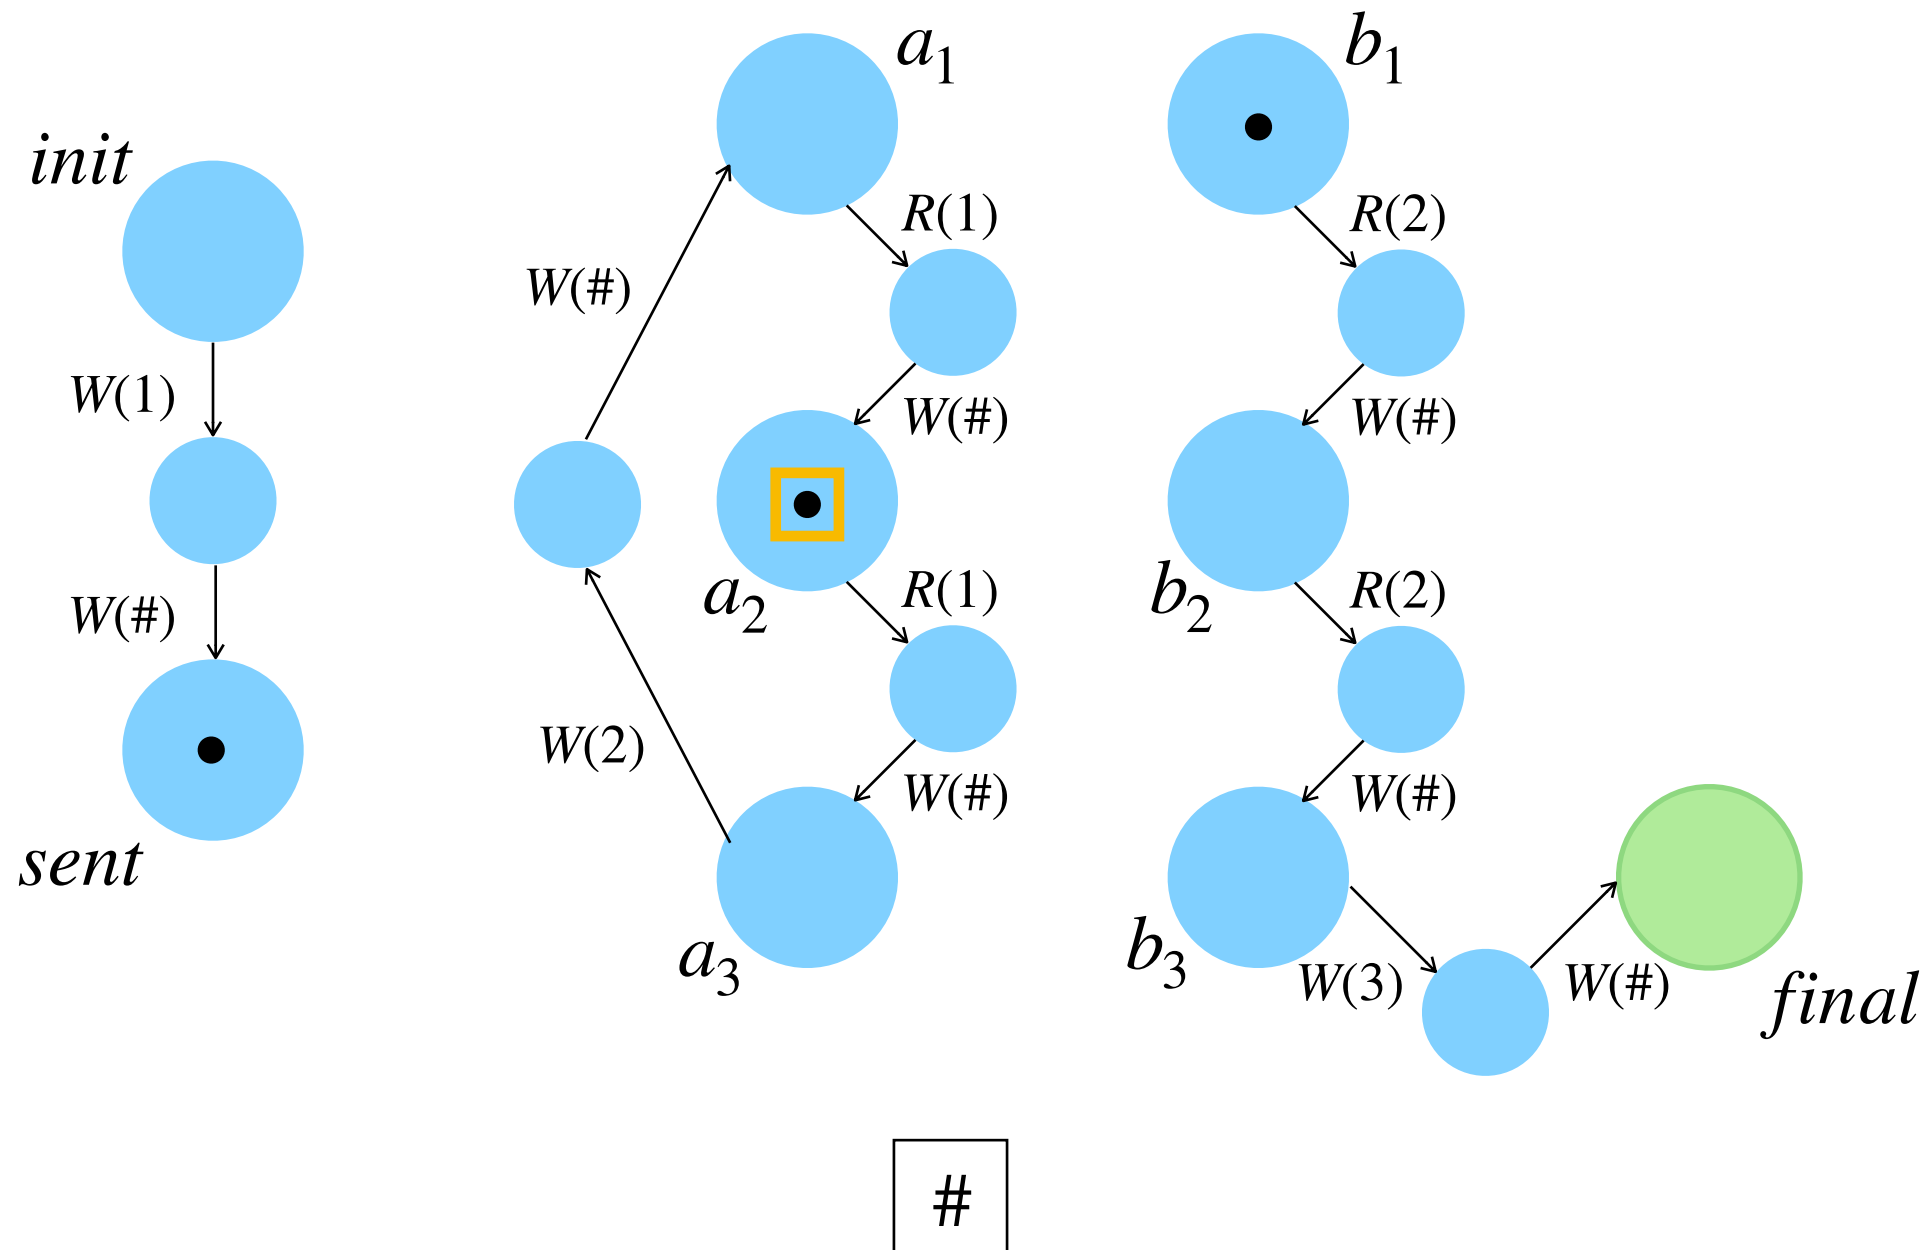 init
W(1)
W(#)
sent
a1
R(1)
W(#)
W(#)
a2
R(1)
W(2)
W(#)
a3
b1
R(2)
W(#)
b2
R(2)
W(#)
b3
W(3)
W(#)
final
#